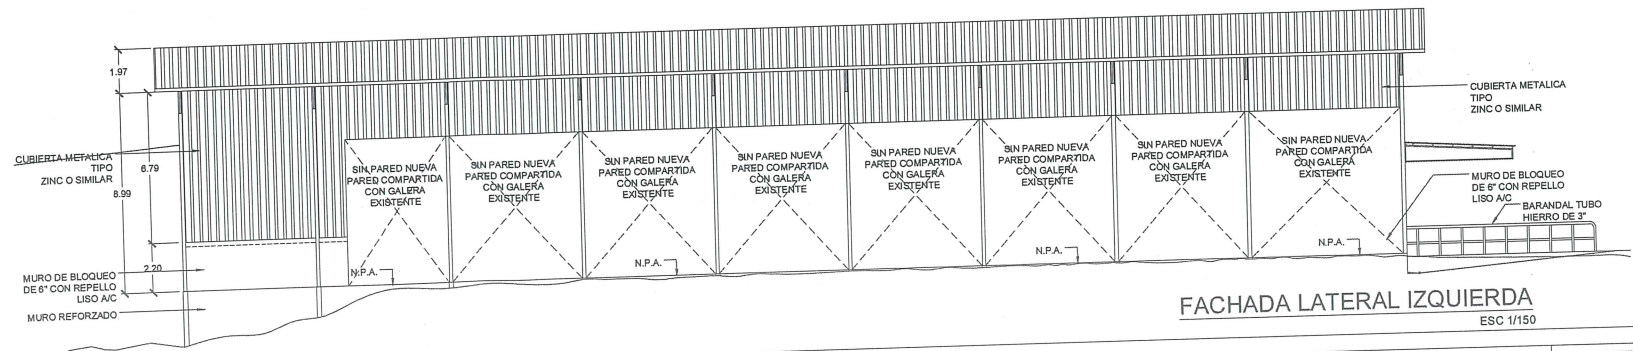 1.97
CUBIERTA METALICA
TIPO
ZINC O SIMILAR
6.79
8.99
2.20
MURO DE BLOQUEO
DE 6" CON REPELLO
LISO A/C
MURO REFORZADO
SIN PARED NUEVA
PARED COMPARTIDA
CON GALERA
EXISTENTE
SIN PARED NUEVA
PARED COMPARTIDA
CON GALERA
EXISTENTE
SIN PARED NUEVA
PARED COMPARTIDA
CON GALERA
EXISTENTE
SIN PARED NUEVA
PARED COMPARTIDA
CON GALERA
EXISTENTE
SIN PARED NUEVA
PARED COMPARTIDA
CON GALERA
EXISTENTE
SIN PARED NUEVA
PARED COMPARTIDA
CON GALERA
EXISTENTE
SIN PARED NUEVA
PARED COMPARTIDA
CON GALERA
EXISTENTE
SIN PARED NUEVA
PARED COMPARTIDA
CON GALERA
EXISTENTE
N.P.A.
N.P.A.
N.P.A.
N.P.A.
CUBIERTA METALICA
TIPO
ZINC O SIMILAR
MURO DE BLOQUEO
DE 6" CON REPELLO
LISO A/C
BARANDAL TUBO
HIERRO DE 3"
FACHADA LATERAL IZQUIERDA
ESC 1/150